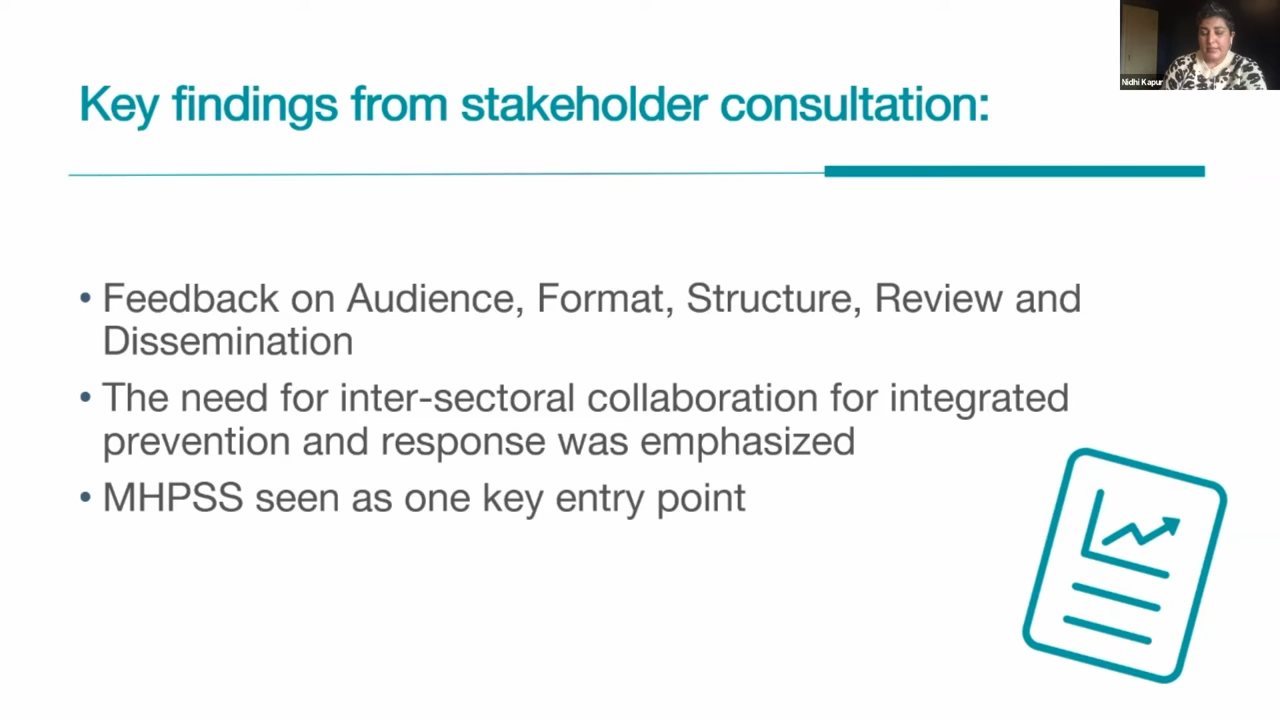 Nidhi Kapur
Key findings from stakeholder consultation:
• Feedback on Audience, Format, Structure, Review and
Dissemination
• The need for inter-sectoral collaboration for integrated
prevention and response was emphasized
• MHPSS seen as one key entry point